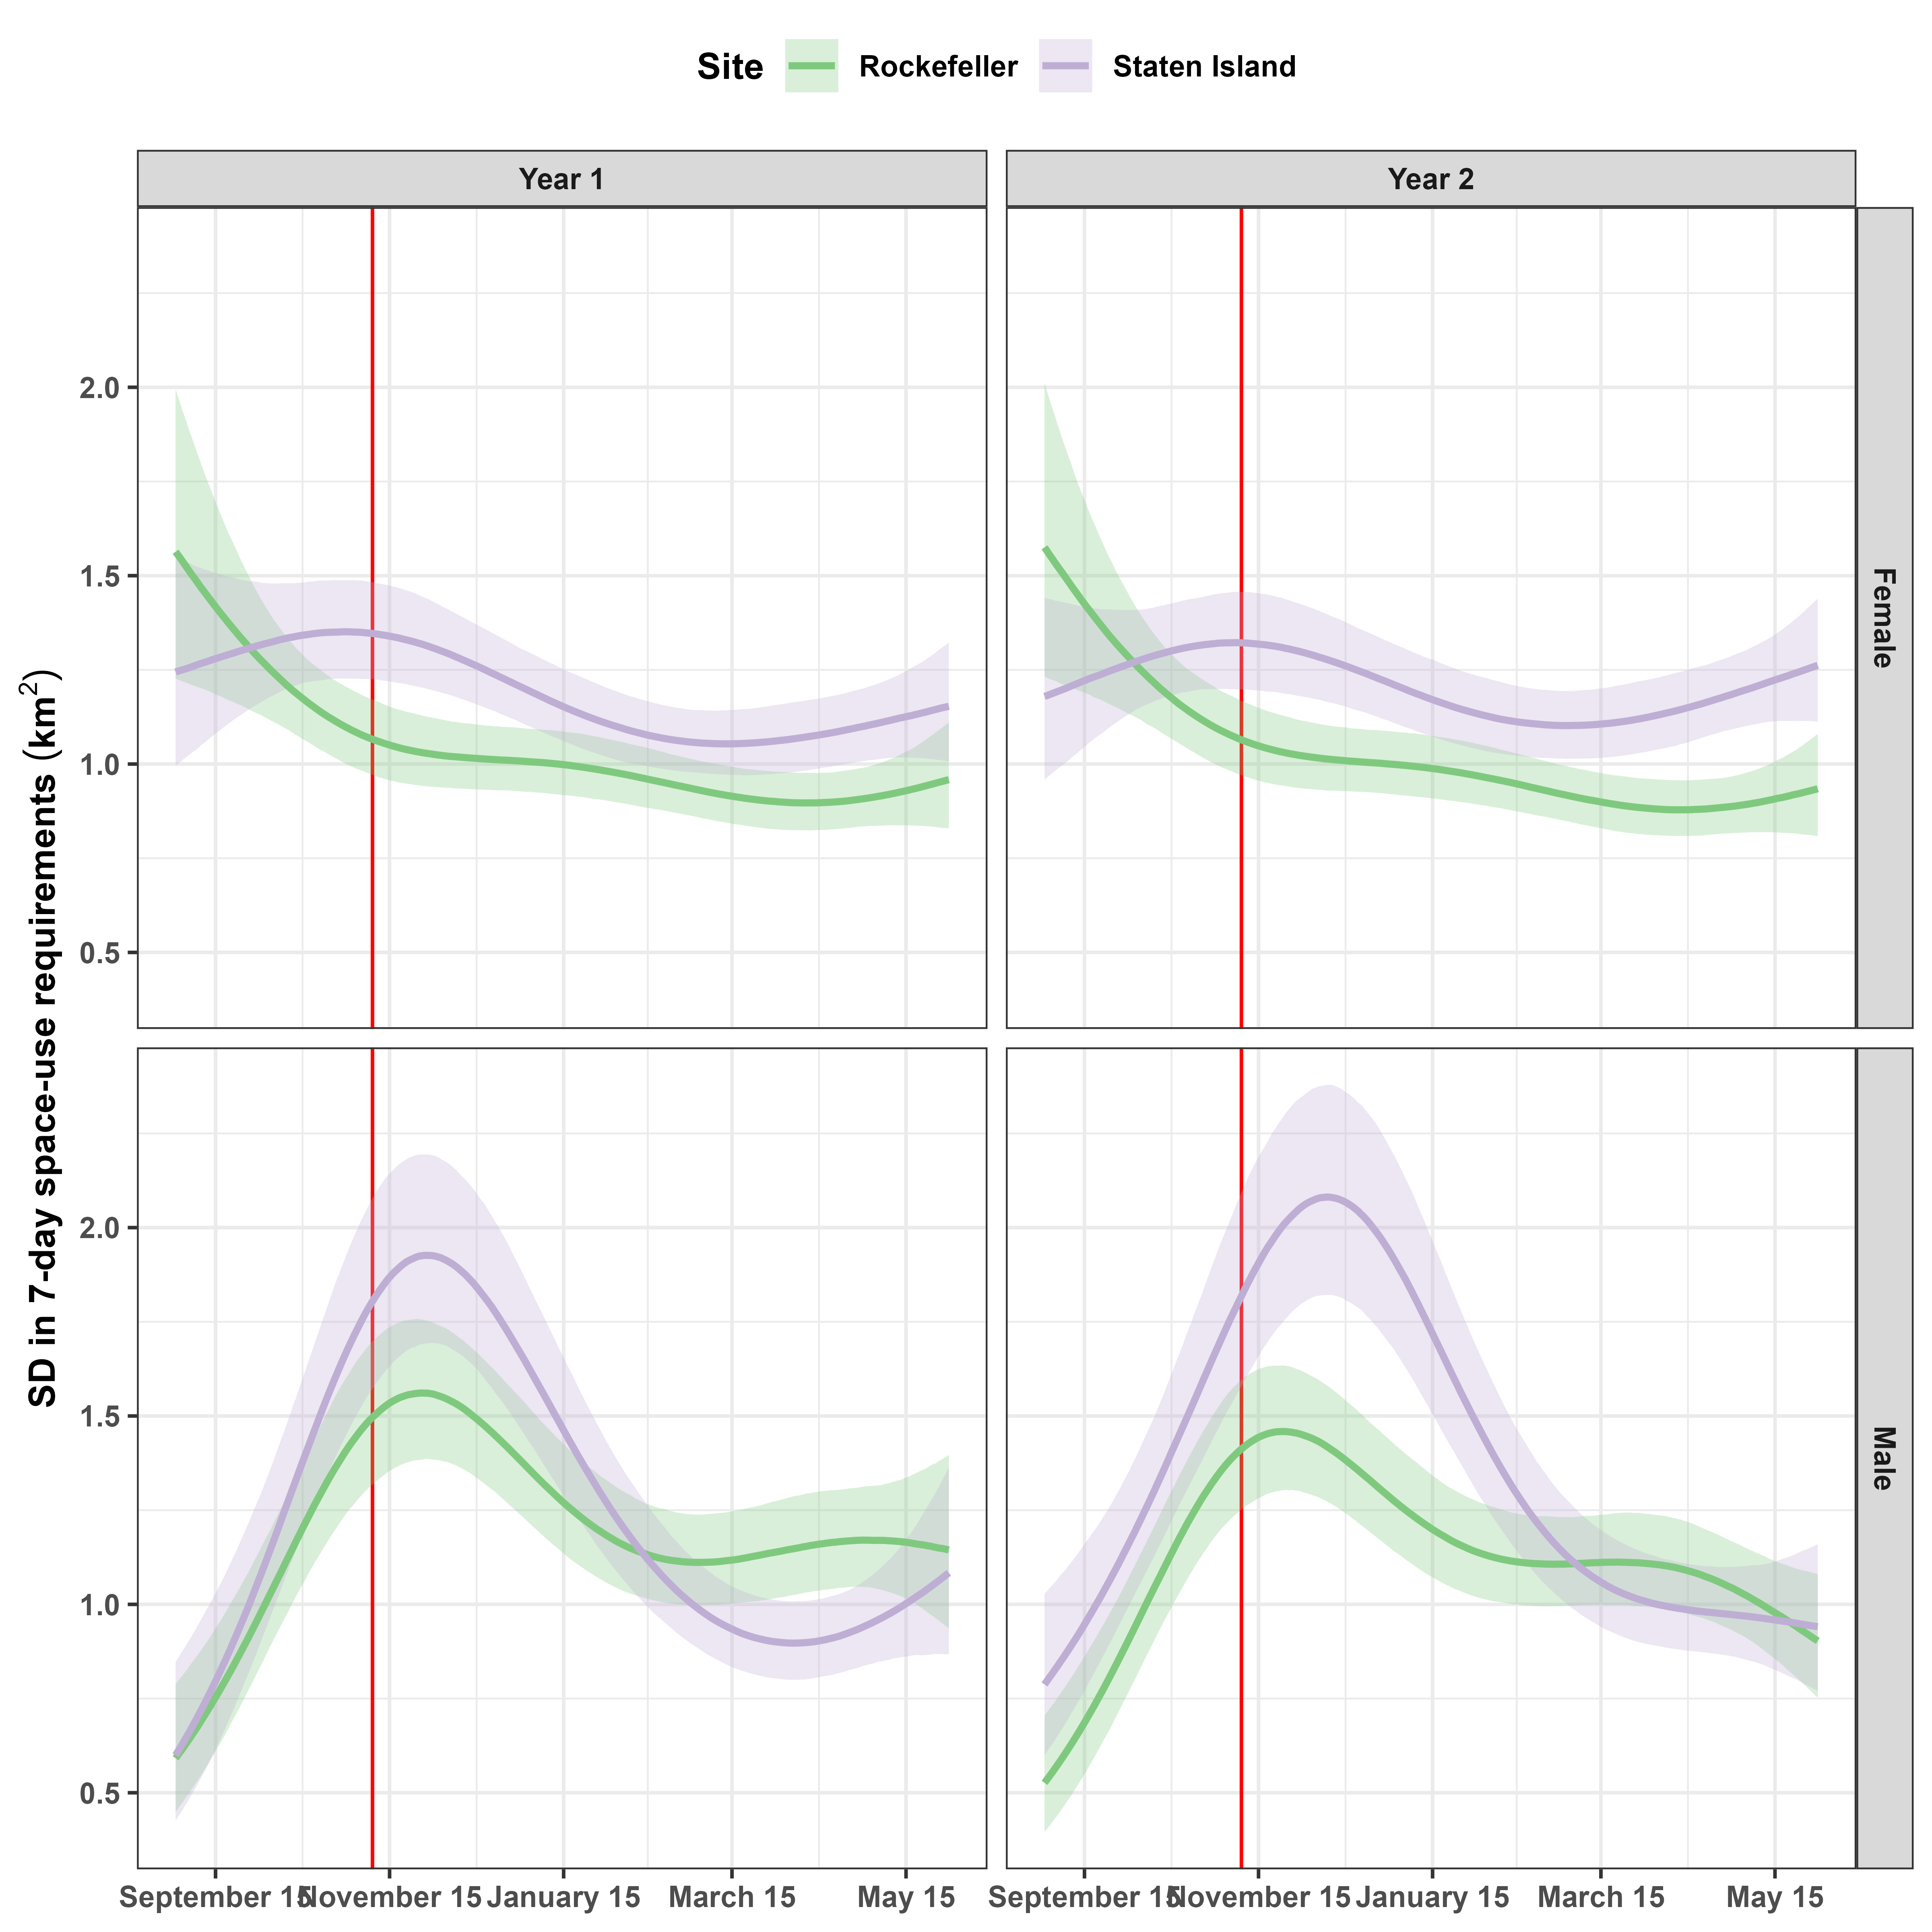 Site Rockefeller Staten Island
Year 1 Year 2
SD in 7-day space-use rebquirements (km2)
2.0
1.5
1.0
0.5
Female
2.0
1.5
1.0
0.5
Male
September 15 November 15 January 15 March 15 May 15 September 15 November 15 January 15 March 15 May 15